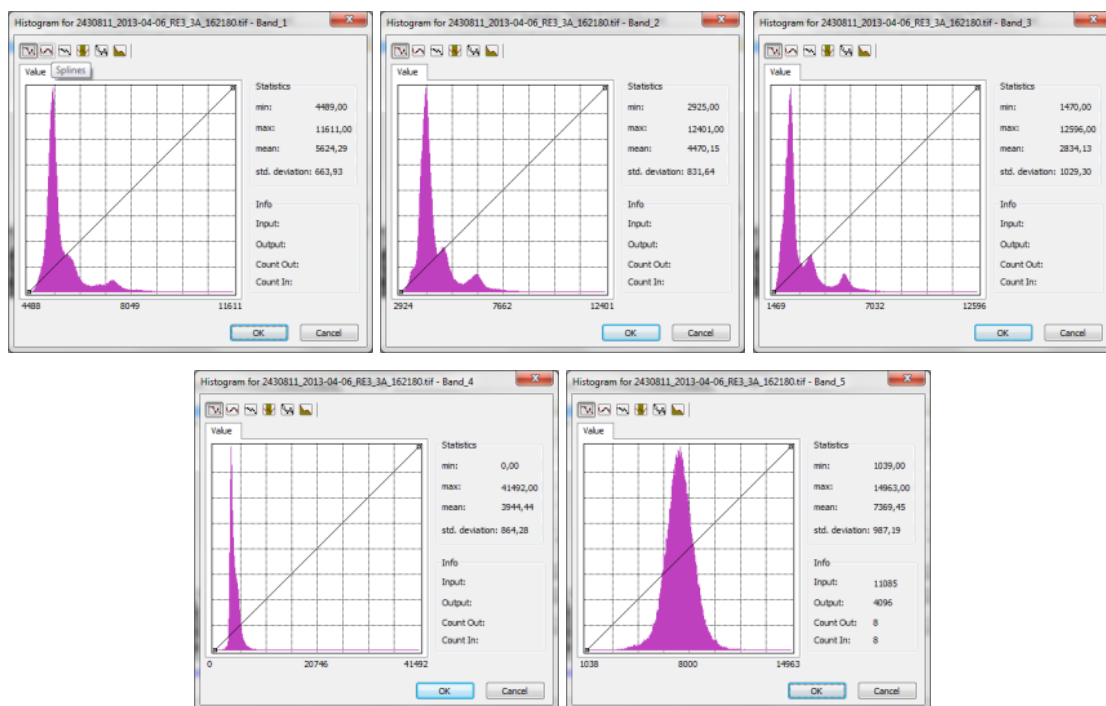 Histogram for 2430811_2013-04-06_RE3_3A_162180.tif - Band_1
Value
Splines
Statistics
min: 4489,00
max: 11611,00
mean: 5624,29
std. deviation: 663,93
Info
Input:
Output:
Count Out:
Count In:
4488 8049 11611
OK Cancel
Histogram for 2430811_2013-04-06_RE3_3A_162180.tif - Band_2
Value
Statistics
min: 2925,00
max: 12401,00
mean: 4470,15
std. deviation: 831,64
Info
Input:
Output:
Count Out:
Count In:
2924 7662 12401
OK Cancel
Histogram for 2430811_2013-04-06_RE3_3A_162180.tif - Band_3
Value
Statistics
min: 1470,00
max: 12596,00
mean: 2834,13
std. deviation: 1029,30
Info
Input:
Output:
Count Out:
Count In:
1469 7032 12596
OK Cancel
Histogram for 2430811_2013-04-06_RE3_3A_162180.tif - Band_4
Value
Statistics
min: 0,00
max: 41492,00
mean: 3944,44
std. deviation: 864,28
Info
Input:
Output:
Count Out:
Count In:
0 20746 41492
OK Cancel
Histogram for 2430811_2013-04-06_RE3_3A_162180.tif - Band_5
Value
Statistics
min: 1039,00
max: 14963,00
mean: 7369,45
std. deviation: 987,19
Info
Input: 11085
Output: 4096
Count Out: 8
Count In: 8
1038 8000 14963
OK Cancel